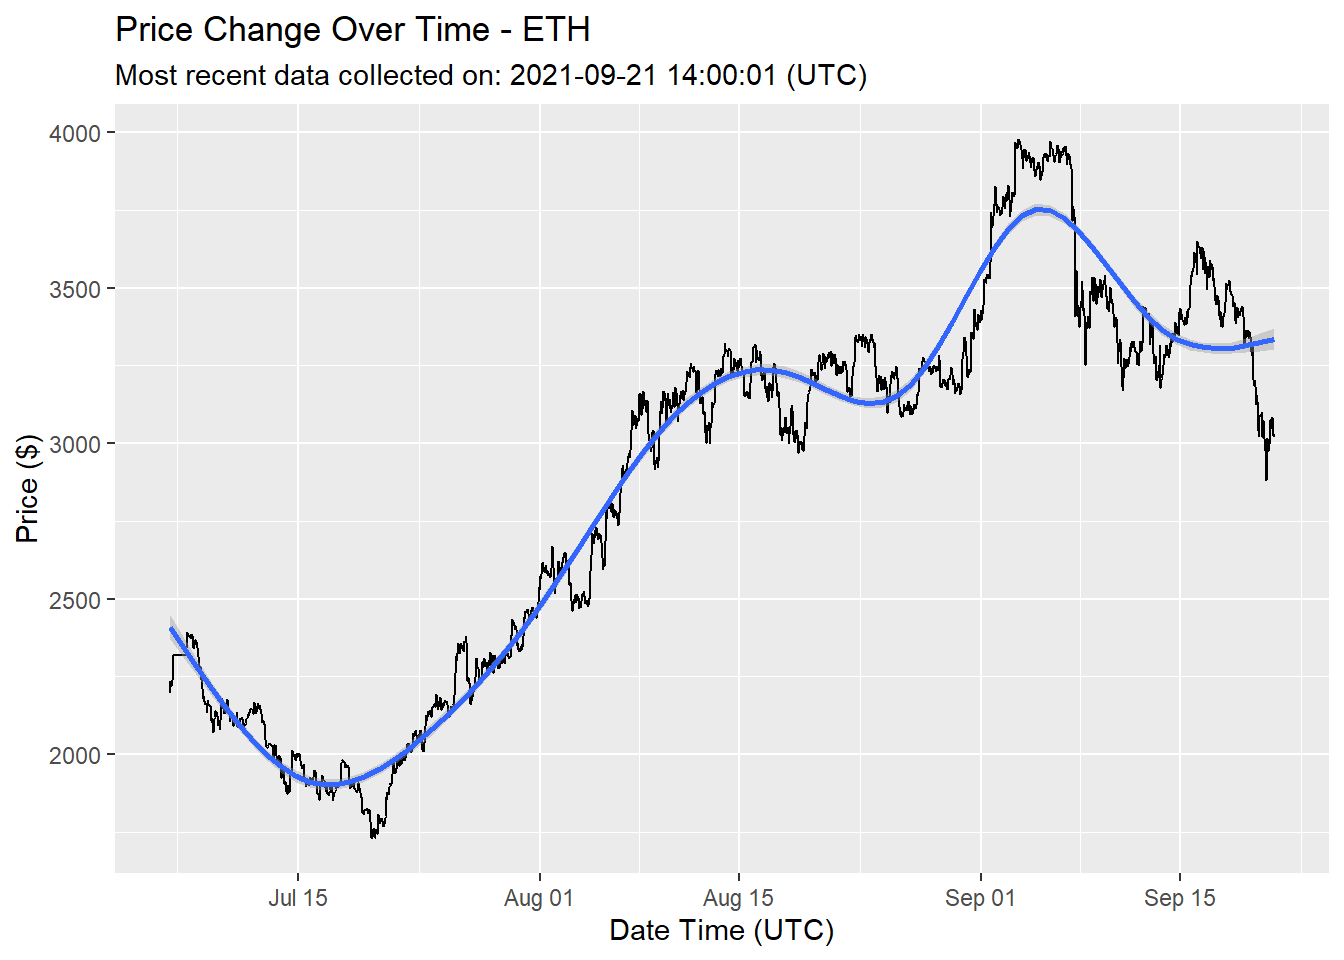 Price Change Over Time - ETH
Most recent data collected on: 2021-09-21 14:00:01 (UTC)
4000
3500
3000
2500
2000
Price ($)
Jul 15
Aug 01
Aug 15
Sep 01
Sep 15
Date Time (UTC)